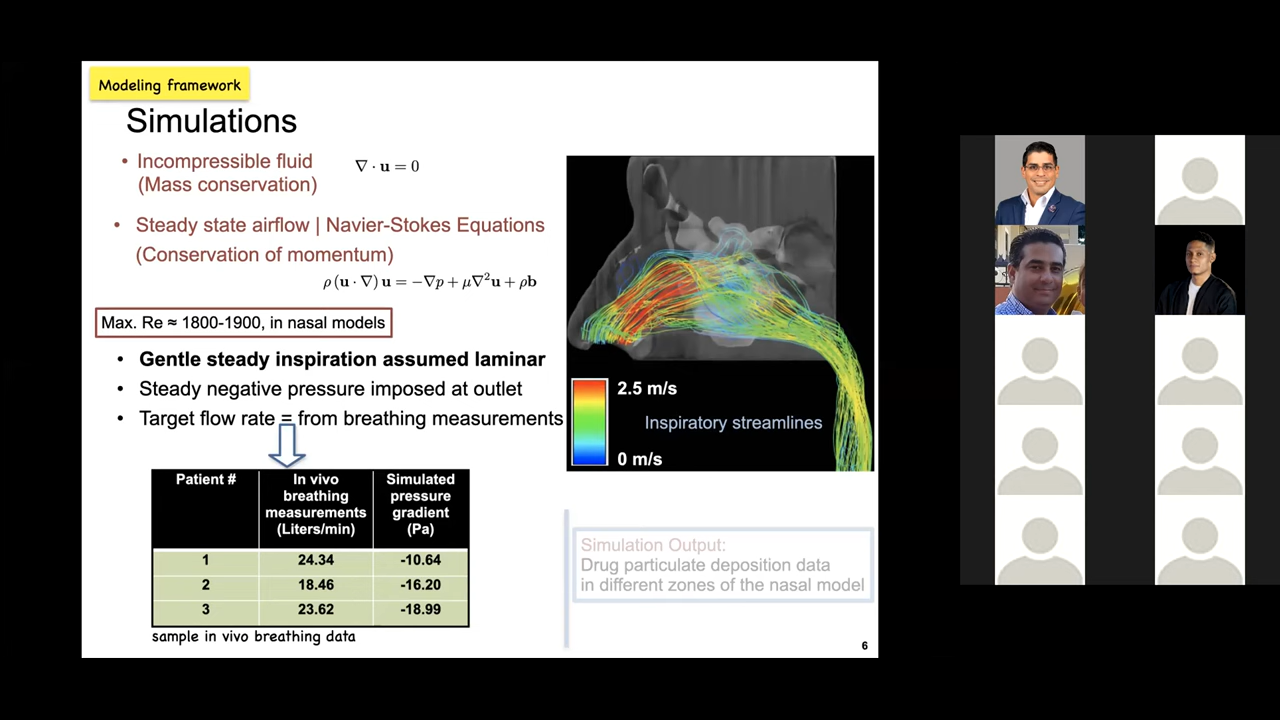 Modeling framework
Simulations
• Incompressible fluid
(Mass conservation)
∇ · u = 0
• Steady state airflow | Navier-Stokes Equations
(Conservation of momentum)
ρ (u · ∇) u = −∇p + μ∇²u + ρb
Max. Re ≈ 1800-1900, in nasal models
• Gentle steady inspiration assumed laminar
• Steady negative pressure imposed at outlet
• Target flow rate = from breathing measurements
Patient #
In vivo
breathing
measurements
(Liters/min)
Simulated
pressure
gradient
(Pa)
1 24.34 -10.64
2 18.46 -16.20
3 23.62 -18.99
sample in vivo breathing data
2.5 m/s
Inspiratory streamlines
0 m/s
Simulation Output:
Drug particulate deposition data
in different zones of the nasal model
6